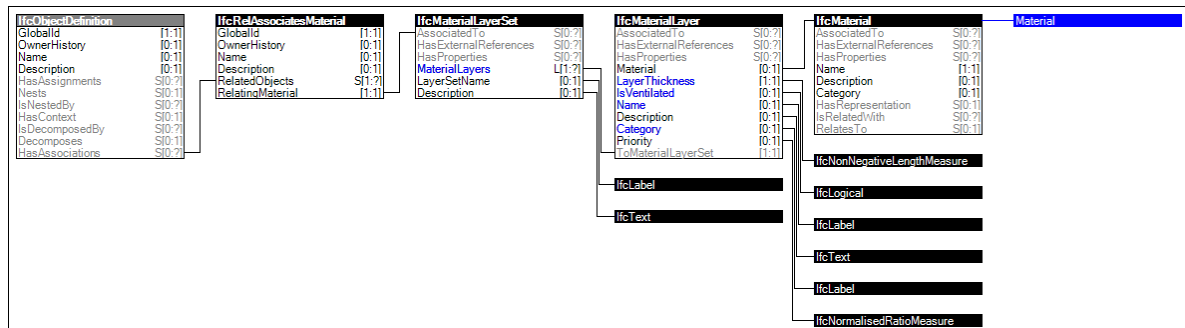 IfcObjectDefinition
GlobalId [1:1]
OwnerHistory [0:1]
Name [0:1]
Description [0:1]
HasAssignments S[0:?]
Nests S[0:1]
IsNestedBy S[0:?]
HasContext S[0:1]
IsDecomposedBy S[0:?]
Decomposes S[0:1]
HasAssociations S[0:?]
IfcRelAssociatesMaterial
GlobalId [1:1]
OwnerHistory [0:1]
Name [0:1]
Description [0:1]
RelatedObjects S[1:?]
RelatingMaterial [1:1]
IfcMaterialLayerSet
AssociatedTo S[0:?]
HasExternalReferences S[0:?]
HasProperties S[0:?]
MaterialLayers L[1:?]
LayerSetName [0:1]
Description [0:1]
IfcMaterialLayer
AssociatedTo S[0:?]
HasExternalReferences S[0:?]
HasProperties S[0:?]
Material [0:1]
LayerThickness [1:1]
IsVentilated [0:1]
Name [0:1]
Description [0:1]
Category [0:1]
Priority [0:1]
ToMaterialLayerSet [1:1]
IfcLabel
IfcText
IfcMaterial
AssociatedTo S[0:?]
HasExternalReferences S[0:?]
HasProperties S[0:?]
Name [1:1]
Description [0:1]
Category [0:1]
HasRepresentation S[0:1]
IsRelatedWith S[0:?]
RelatesTo S[0:1]
IfcNonNegativeLengthMeasure
IfcLogical
IfcLabel
IfcText
IfcLabel
IfcNormalisedRatioMeasure
Material